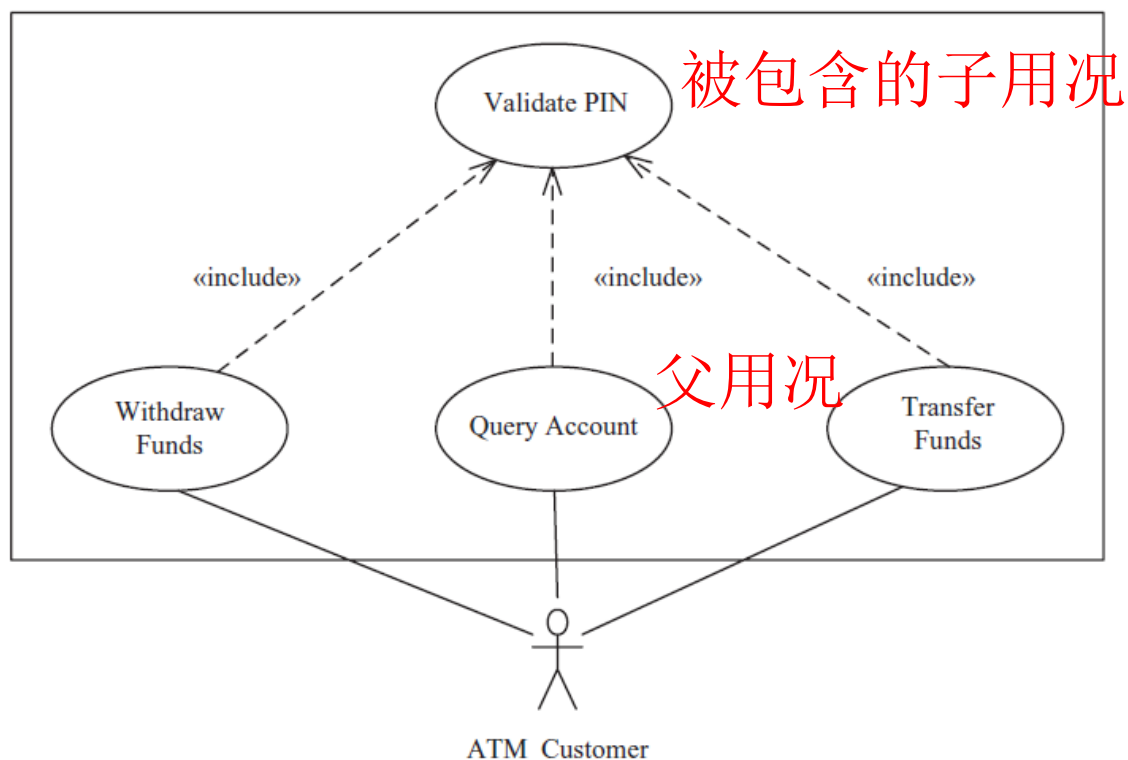 Validate PIN
被包含的子用况
«include»
«include»
«include»
父用况
Withdraw
Funds
Query Account
Transfer
Funds
ATM Customer